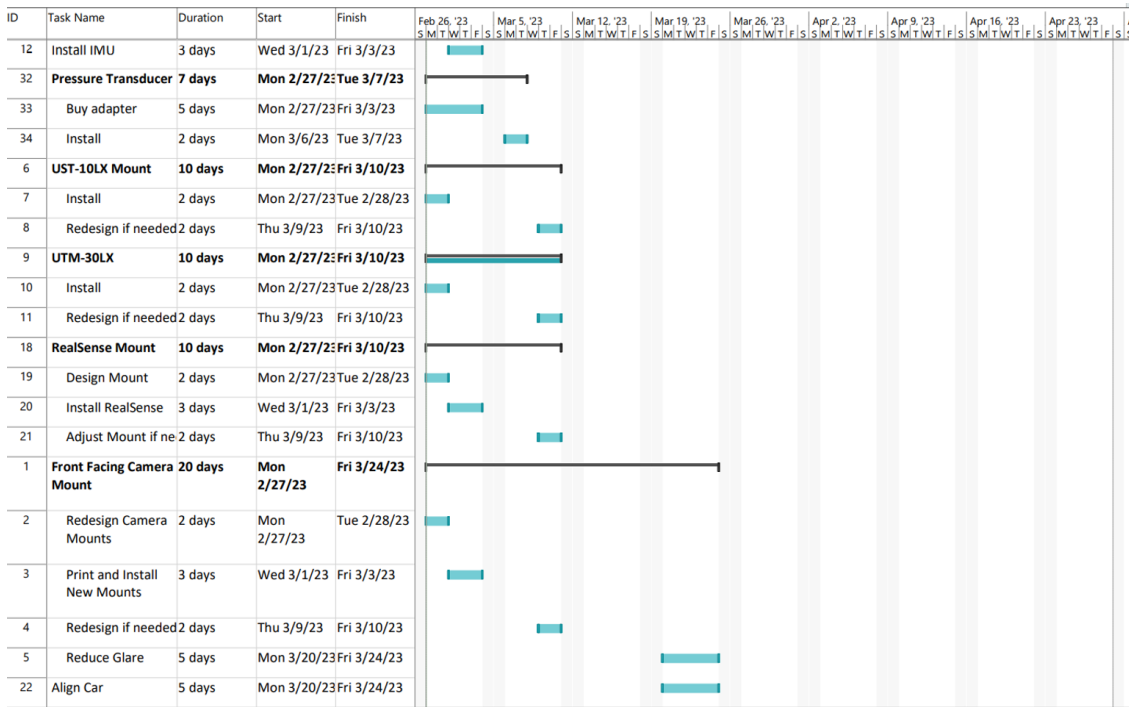 ID Task Name Duration Start Finish Feb 26, '23 Mar 5, '23 Mar 12, '23 Mar 19, '23 Mar 26, '23 Apr 2, '23 Apr 9, '23 Apr 16, '23 Apr 23, '23
S M T W T F S S M T W T F S S M T W T F S S M T W T F S S M T W T F S S M T W T F S S M T W T F S S M T W T F S S M T W T F S S
12 Install IMU 3 days Wed 3/1/23 Fri 3/3/23
32 Pressure Transducer 7 days Mon 2/27/23 Tue 3/7/23
33 Buy adapter 5 days Mon 2/27/23 Fri 3/3/23
34 Install 2 days Mon 3/6/23 Tue 3/7/23
6 UST-10LX Mount 10 days Mon 2/27/23 Fri 3/10/23
7 Install 2 days Mon 2/27/23 Tue 2/28/23
8 Redesign if needed 2 days Thu 3/9/23 Fri 3/10/23
9 UTM-30LX 10 days Mon 2/27/23 Fri 3/10/23
10 Install 2 days Mon 2/27/23 Tue 2/28/23
11 Redesign if needed 2 days Thu 3/9/23 Fri 3/10/23
18 RealSense Mount 10 days Mon 2/27/23 Fri 3/10/23
19 Design Mount 2 days Mon 2/27/23 Tue 2/28/23
20 Install RealSense 3 days Wed 3/1/23 Fri 3/3/23
21 Adjust Mount if ne 2 days Thu 3/9/23 Fri 3/10/23
1 Front Facing Camera 20 days Mon Fri 3/24/23
Mount 2/27/23
2 Redesign Camera 2 days Mon Tue 2/28/23
Mounts 2/27/23
3 Print and Install 3 days Wed 3/1/23 Fri 3/3/23
New Mounts
4 Redesign if needed 2 days Thu 3/9/23 Fri 3/10/23
5 Reduce Glare 5 days Mon 3/20/23 Fri 3/24/23
22 Align Car 5 days Mon 3/20/23 Fri 3/24/23